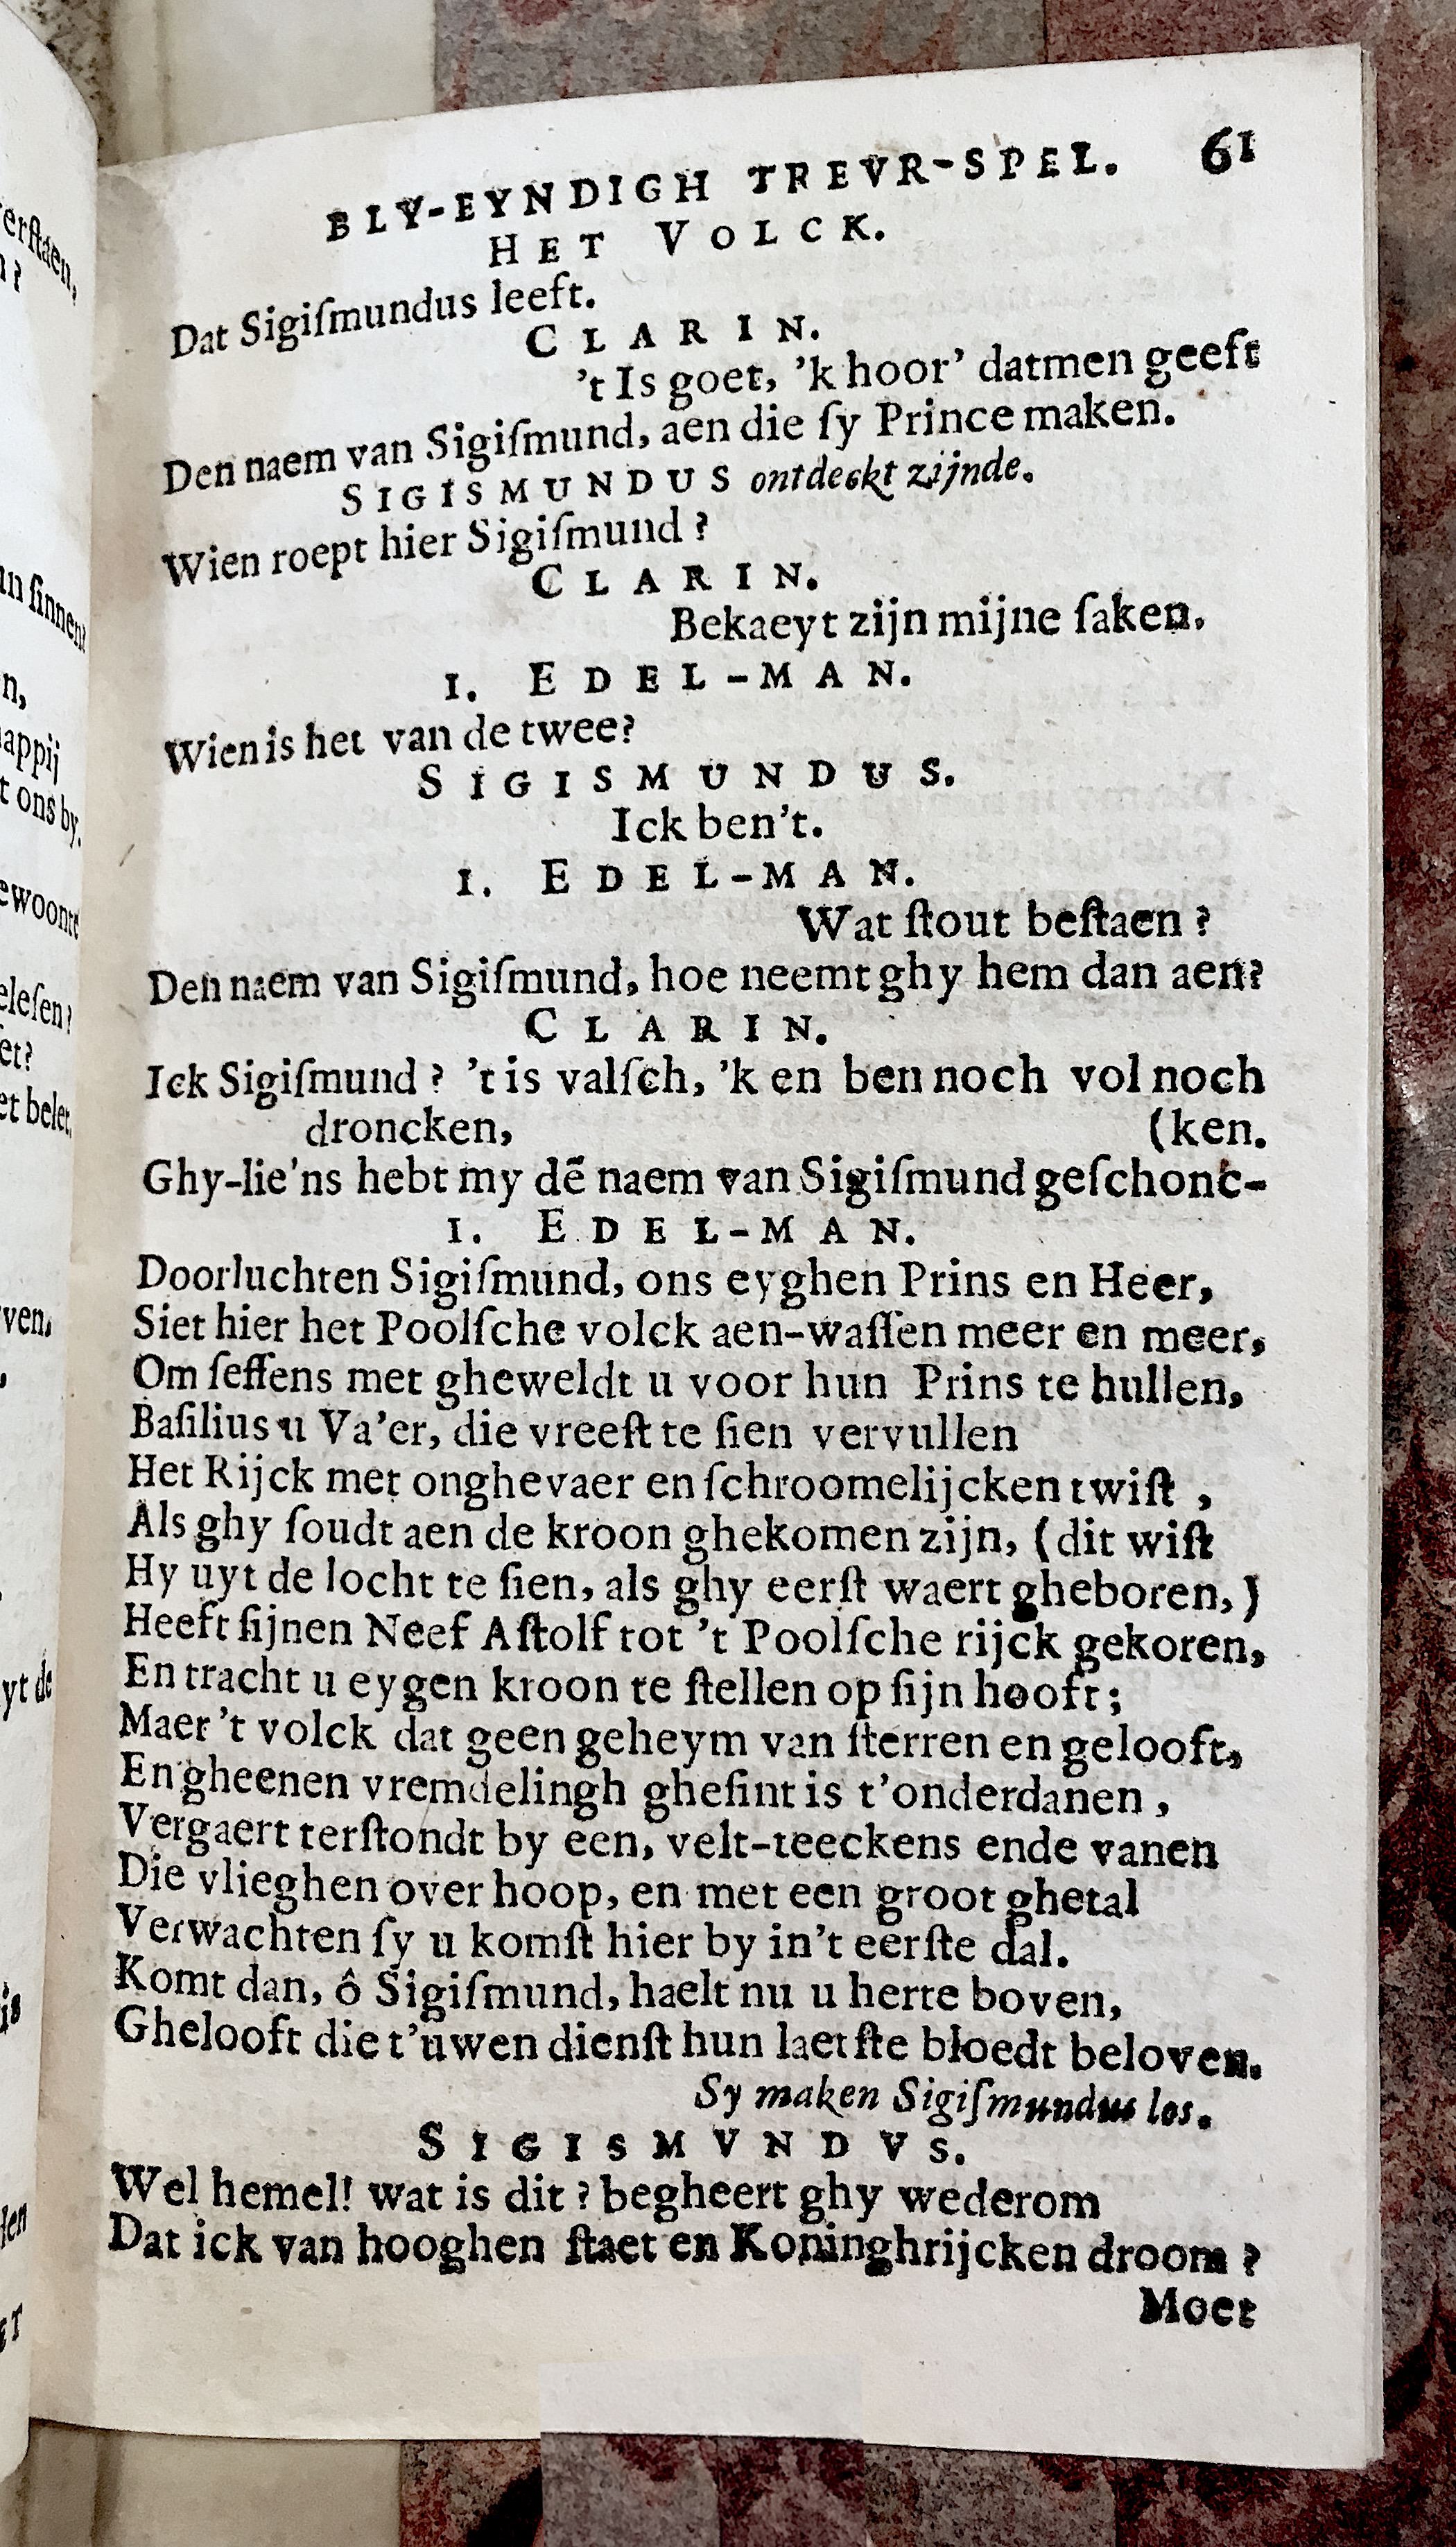 BLY-EYNDIGH TREVR-SPEL. 61
HET VOLCK.
Dat Sigiſmundus leeft.
CLARIN.
't Is goet, 'k hoor' datmen geeft
Den naem van Sigiſmund, aen die ſy Prince maken.
SIGISMUNDUS ontdeckt zijnde.
Wien roept hier Sigiſmund ?
CLARIN.
Bekaeyt zijn mijne ſaken.
1. EDEL-MAN.
Wien is het van de twee?
SIGISMUNDUS.
Ick ben't.
1. EDEL-MAN.
Wat ſtout beſtaen ?
Den naem van Sigiſmund, hoe neemt ghy hem dan aen?
CLARIN.
Ick Sigiſmund ? 't is valſch, 'k en ben noch vol noch
droncken, (ken.
Ghy-lie'ns hebt my dē naem van Sigiſmund geſchonc-
1. EDEL-MAN.
Doorluchten Sigiſmund, ons eyghen Prins en Heer,
Siet hier het Poolſche volck aen-waſſen meer en meer,
Om ſeffens met gheweldt u voor hun Prins te hullen,
Baſilius u Va'er, die vreeſt te ſien vervullen
Het Rijck met onghevaer en ſchroomelijcken twiſt ,
Als ghy ſoudt aen de kroon ghekomen zijn, (dit wiſt
Hy uyt de locht te ſien, als ghy eerſt waert gheboren,)
Heeft ſijnen Neef Aſtolf tot 't Poolſche rijck gekoren,
En tracht u eygen kroon te ſtellen op ſijn hooft;
Maer 't volck dat geen geheym van ſterren en gelooft,
En gheenen vremdelingh gheſint is t'onderdanen ,
Vergaert terſtondt by een, velt-teeckens ende vanen
Die vlieghen over hoop, en met een groot ghetal
Verwachten ſy u komſt hier by in't eerſte dal.
Komt dan, ô Sigiſmund, haelt nu u herte boven,
Ghelooft die t'uwen dienſt hun laetſte bloedt beloven.
Sy maken Sigiſmundus los.
SIGISMVNDVS.
Wel hemel! wat is dit ? begheert ghy wederom
Dat ick van hooghen ſtaet en Koninghrijcken droom ?
Moet